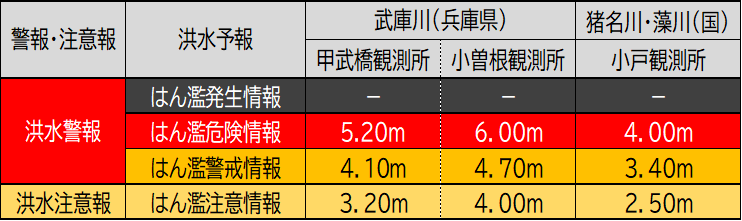 警報・注意報 洪水予報 武庫川(兵庫県) 猪名川・藻川(国)
甲武橋観測所 小曽根観測所 小戸観測所
はん濫発生情報 － － －
洪水警報 はん濫危険情報 5.20m 6.00m 4.00m
はん濫警戒情報 4.10m 4.70m 3.40m
洪水注意報 はん濫注意情報 3.20m 4.00m 2.50m